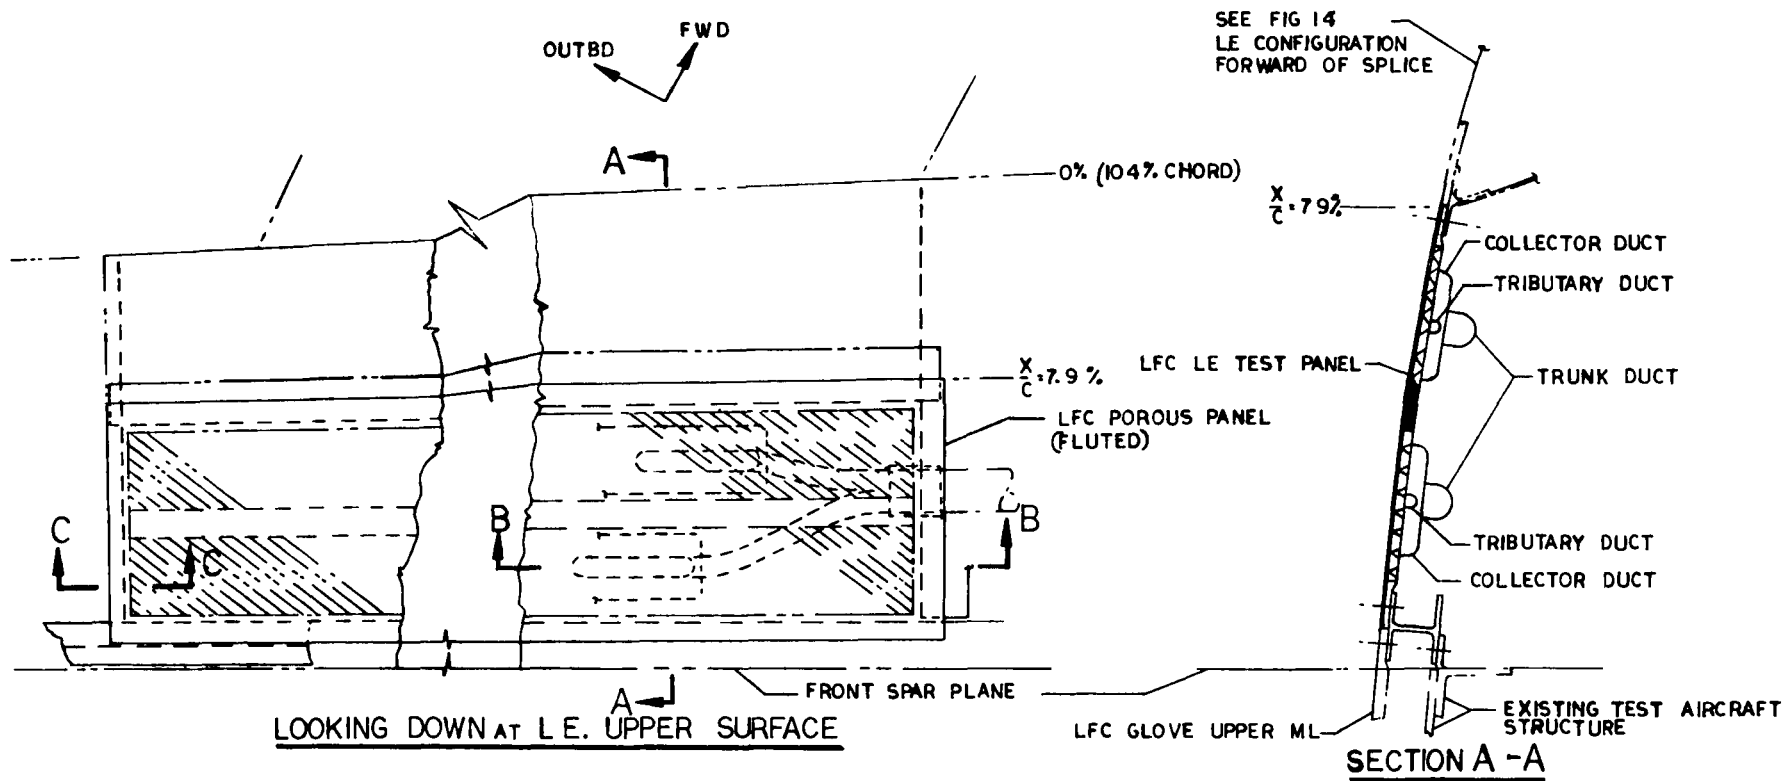 OUTBD
FWD
A
0% (104% CHORD)
X/C = 7.9%
LFC POROUS PANEL
(FLUTED)
B
B
C
C
A
FRONT SPAR PLANE
LOOKING DOWN AT L E. UPPER SURFACE
SEE FIG 14
LE CONFIGURATION
FORWARD OF SPLICE
X/C = 79%
COLLECTOR DUCT
TRIBUTARY DUCT
LFC LE TEST PANEL
TRUNK DUCT
TRIBUTARY DUCT
COLLECTOR DUCT
LFC GLOVE UPPER ML
EXISTING TEST AIRCRAFT
STRUCTURE
SECTION A - A